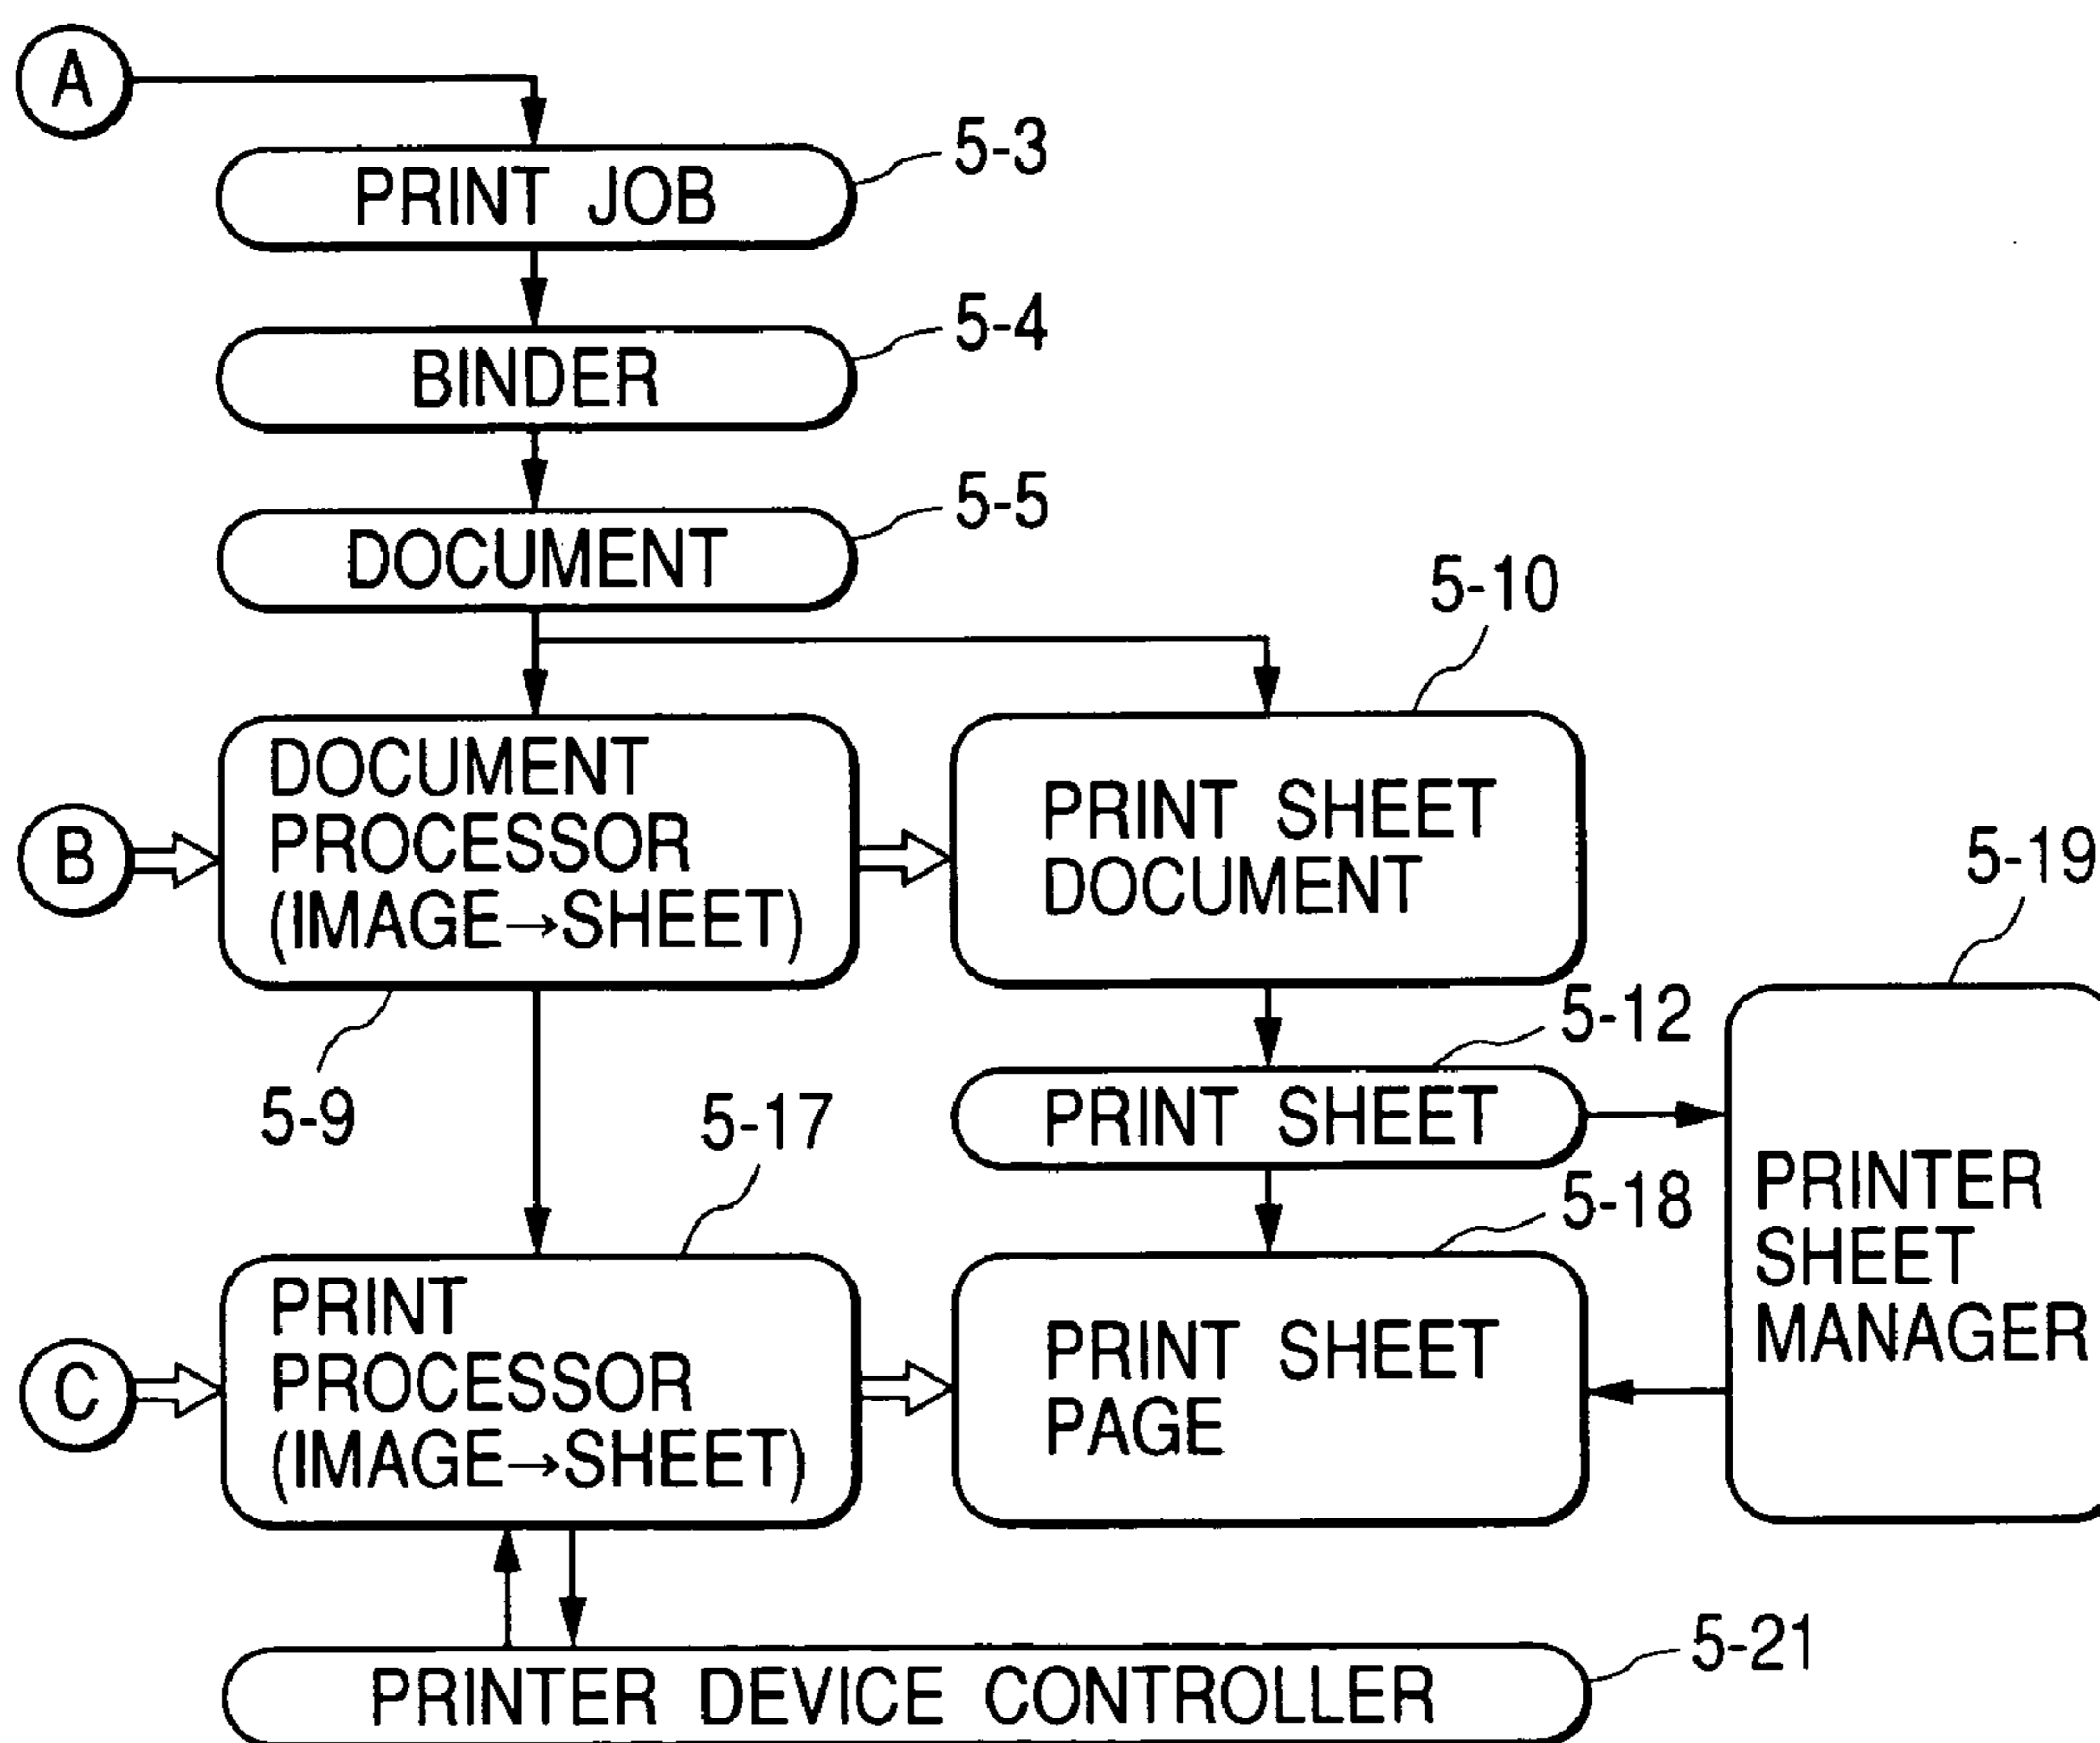 A
5-3
PRINT JOB
5-4
BINDER
5-5
DOCUMENT
5-10
B
DOCUMENT
PROCESSOR
(IMAGE→SHEET)
PRINT SHEET
DOCUMENT
5-19
5-9
5-17
5-12
PRINT SHEET
5-18
PRINTER
SHEET
MANAGER
C
PRINT
PROCESSOR
(IMAGE→SHEET)
PRINT SHEET
PAGE
5-21
PRINTER DEVICE CONTROLLER